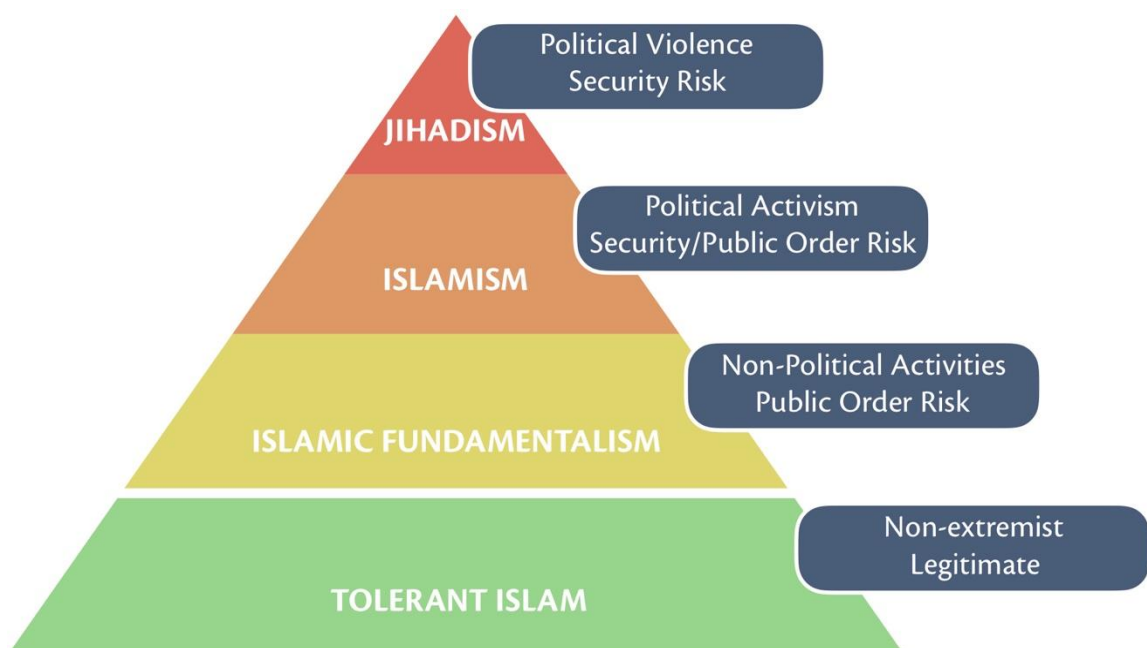 Political Violence
Security Risk
JIHADISM
Political Activism
Security/Public Order Risk
ISLAMISM
Non-Political Activities
Public Order Risk
ISLAMIC FUNDAMENTALISM
Non-extremist
Legitimate
TOLERANT ISLAM